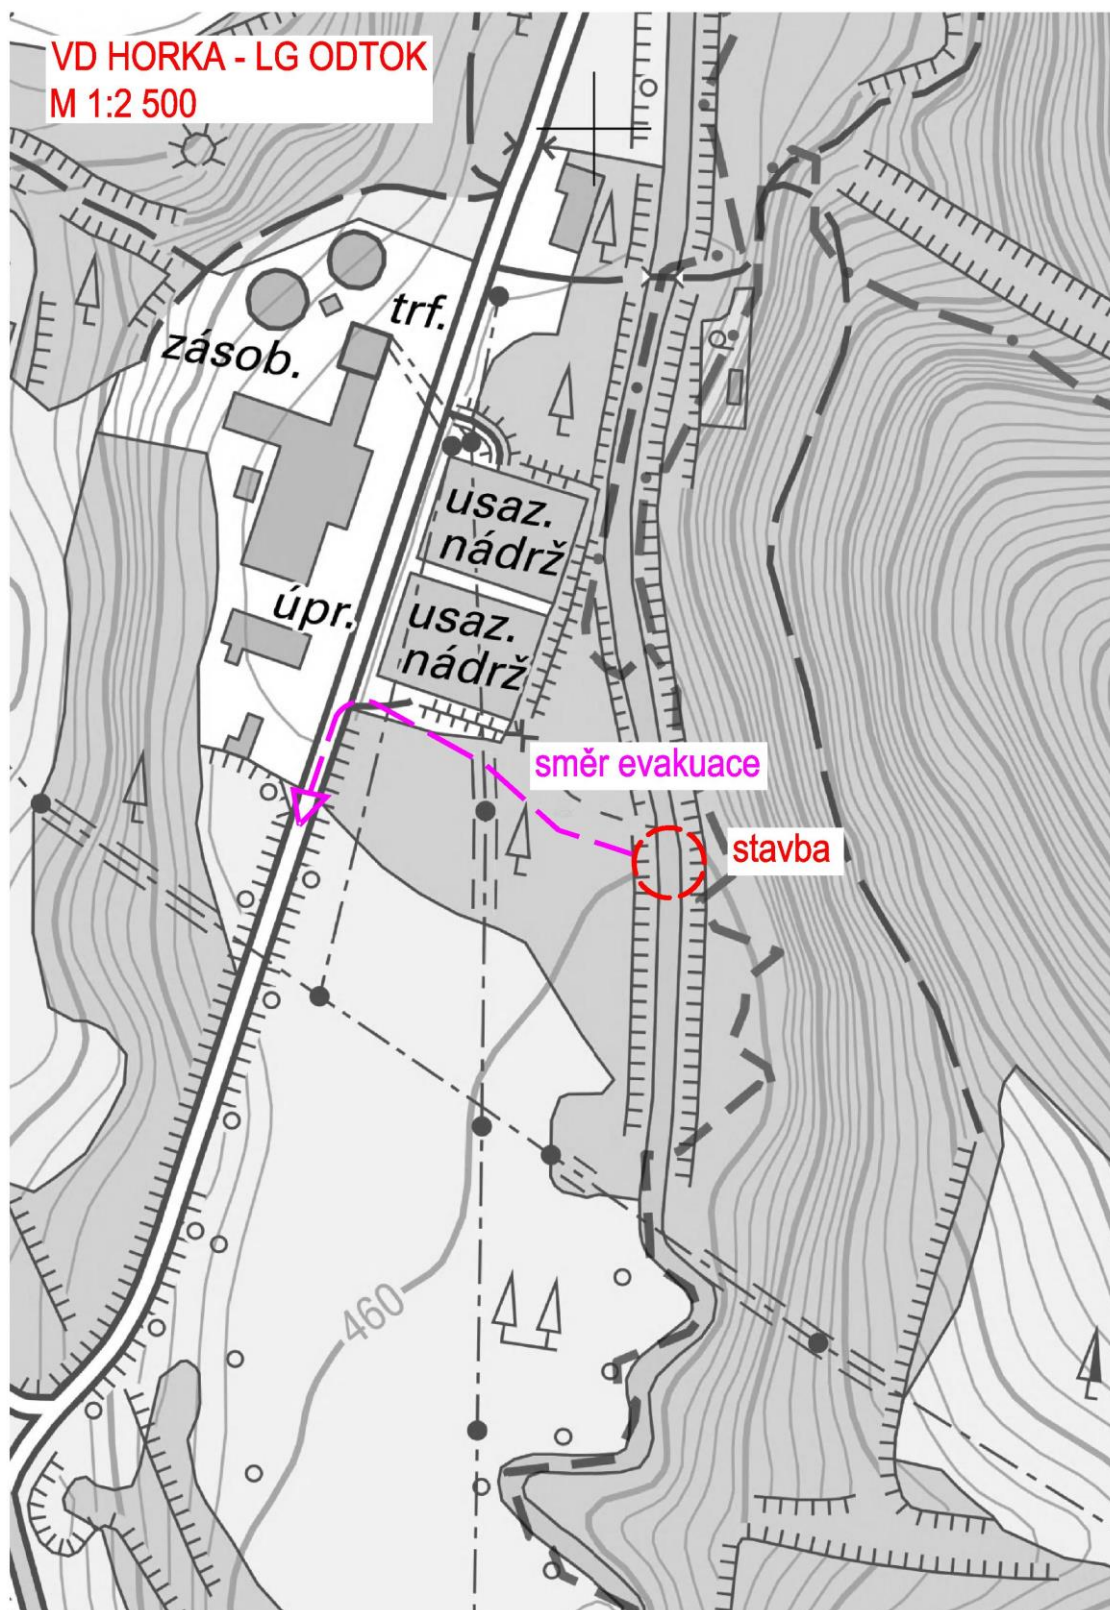 VD HORKA - LG ODTOK
M 1:2 500
trf.
zásob.
usaz.
nádrž
úpr.
usaz.
nádrž
směr evakuace
stavba
460